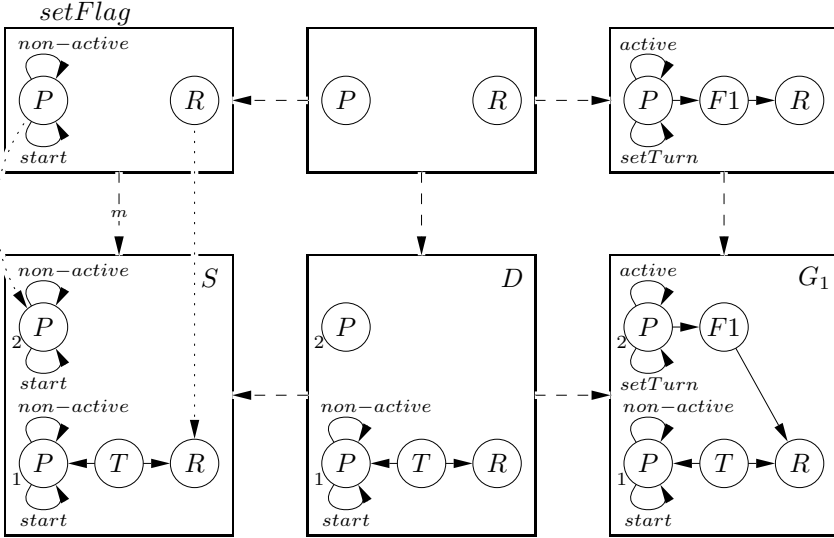 setFlag
non-active active
P R P R P F1 R
start setTurn
m
non-active S D active G1
P P P F1
2 2 2
start setTurn
non-active non-active non-active
P T R P T R P T R
1 1 1
start start start